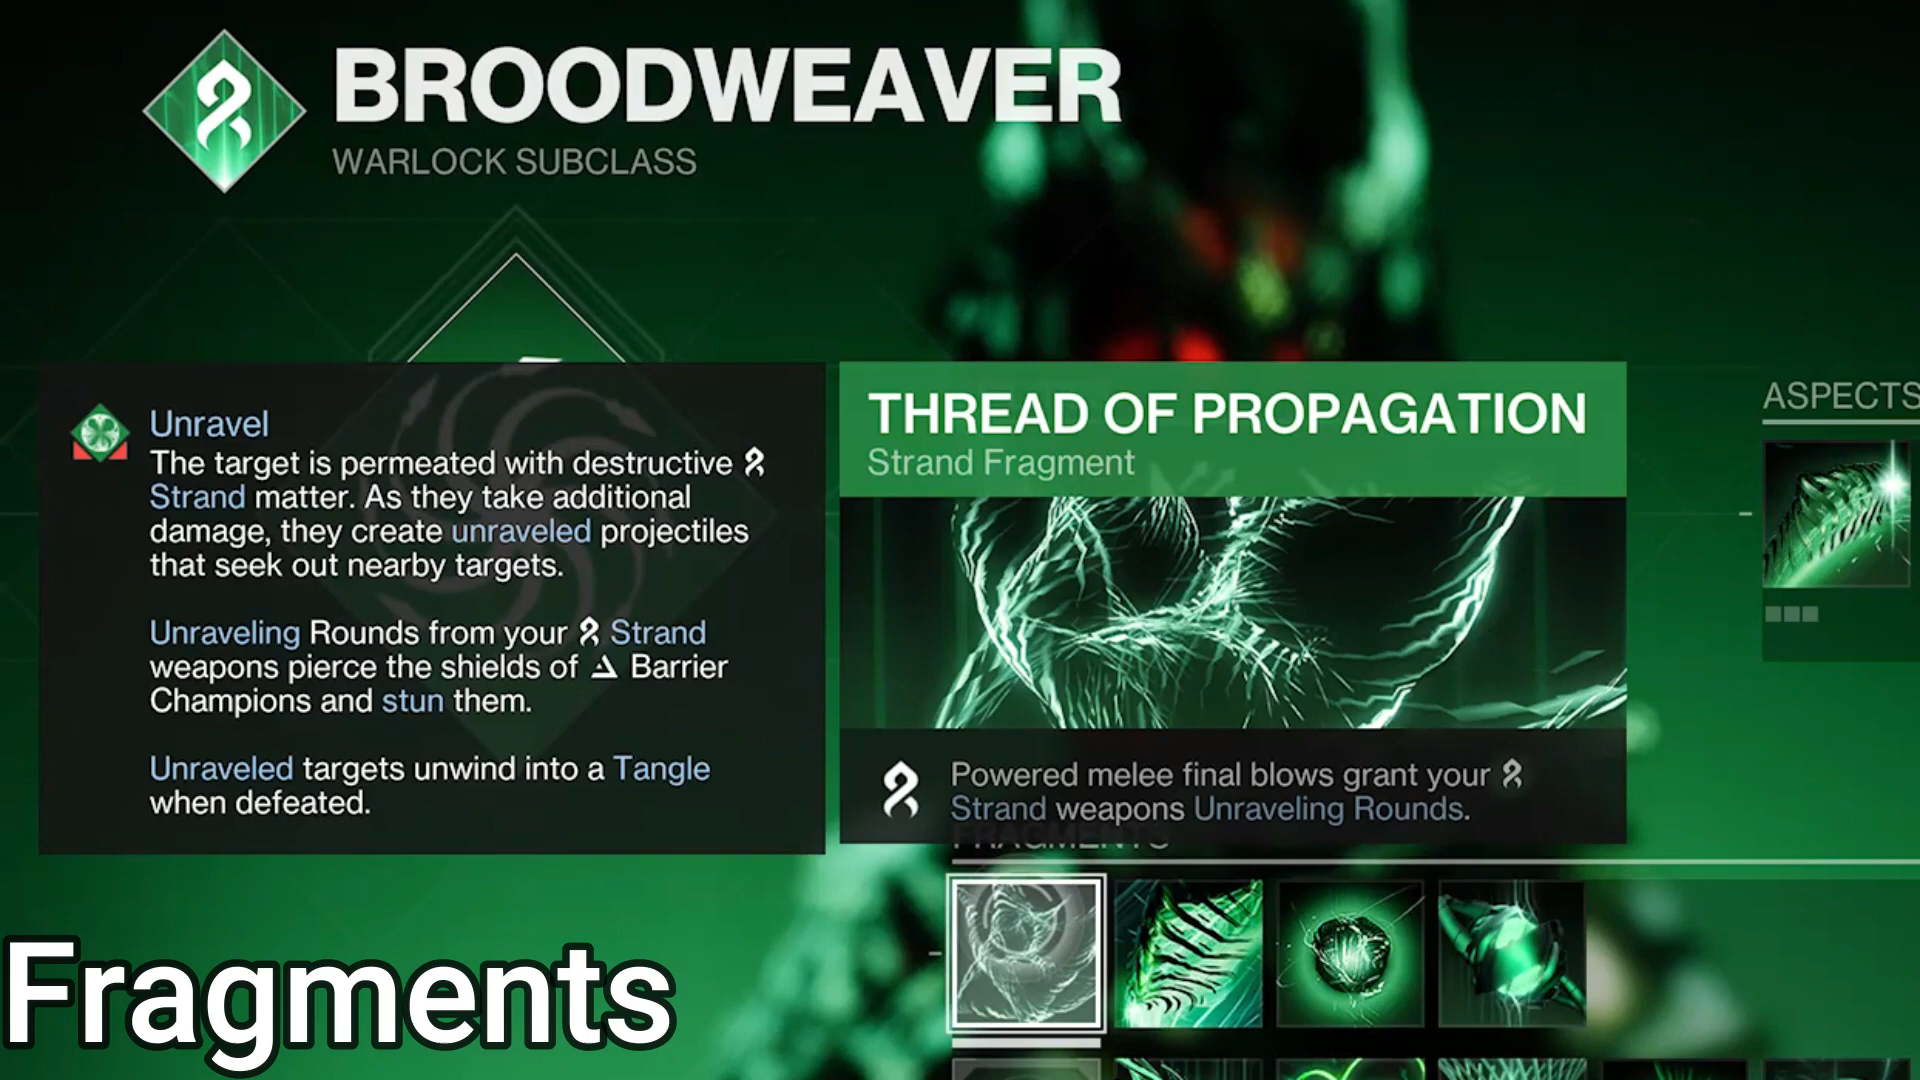 BROODWEAVER
WARLOCK SUBCLASS
Unravel
The target is permeated with destructive
Strand matter. As they take additional
damage, they create unraveled projectiles
that seek out nearby targets.
Unraveling Rounds from your Strand
weapons pierce the shields of Barrier
Champions and stun them.
Unraveled targets unwind into a Tangle
when defeated.
THREAD OF PROPAGATION
Strand Fragment
Powered melee final blows grant your
Strand weapons Unraveling Rounds.
ASPECTS
FRAGMENTS
Fragments